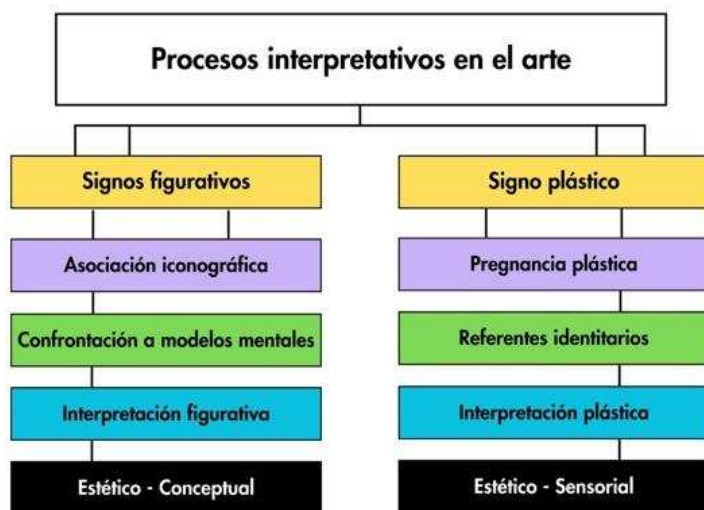 Procesos interpretativos en el arte
Signos figurativos
Asociación iconográfica
Confrontación a modelos mentales
Interpretación figurativa
Estético - Conceptual
Signo plástico
Pregnancia plástica
Referentes identitarios
Interpretación plástica
Estético - Sensorial